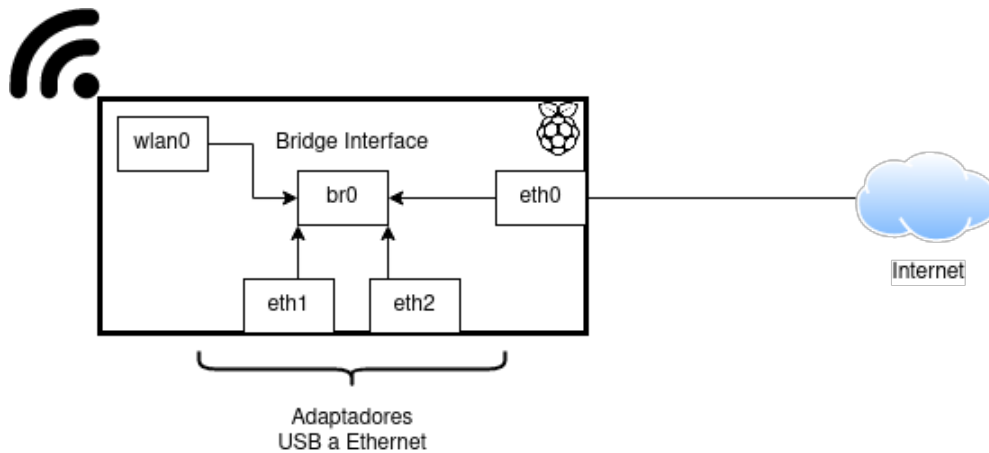 wlan0
Bridge Interface
br0
eth0
eth1
eth2
Internet
Adaptadores
USB a Ethernet